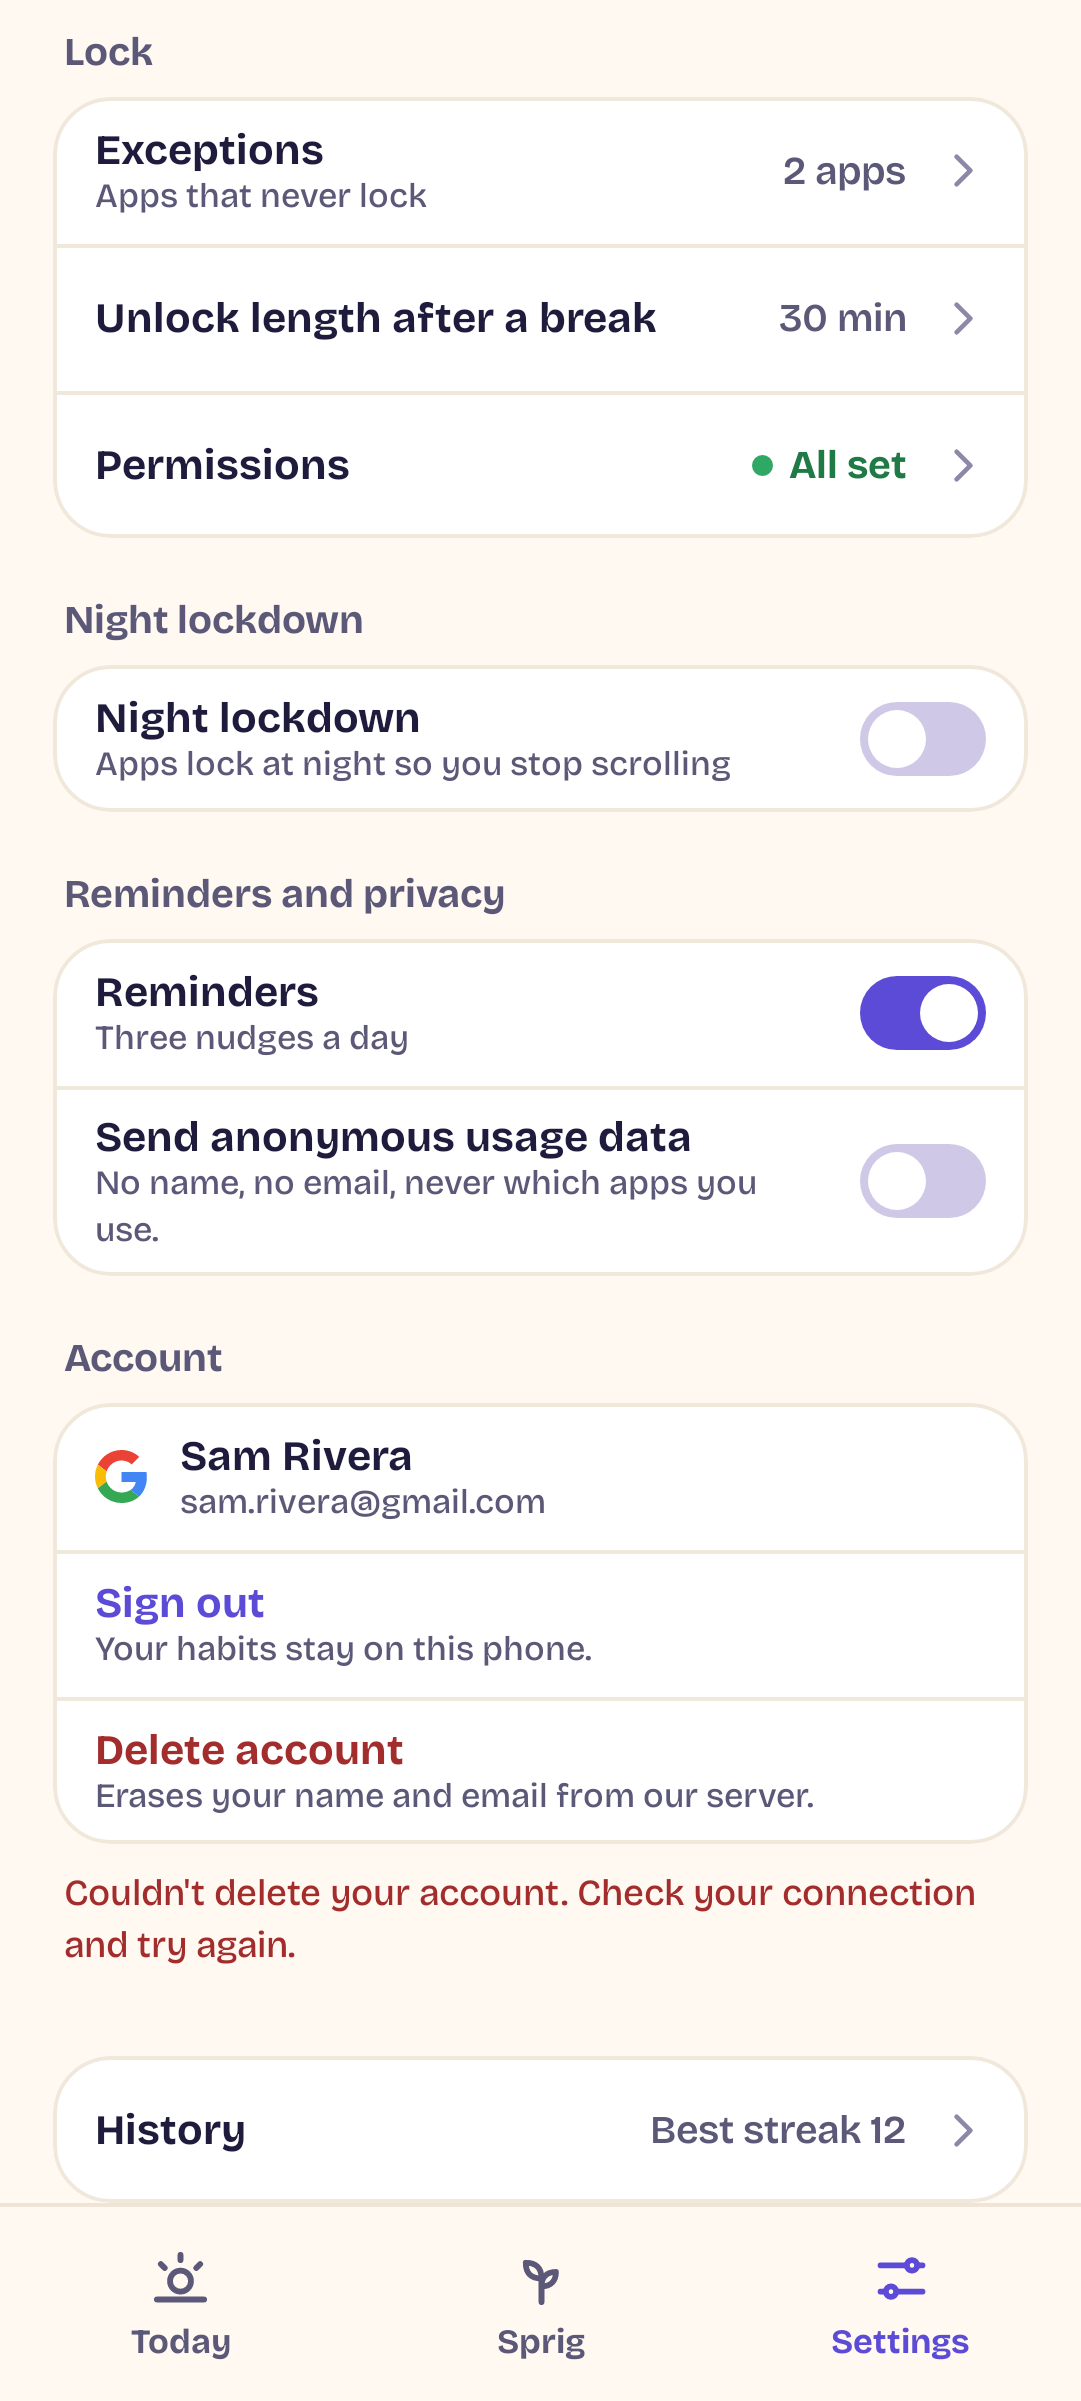 Lock
Exceptions
Apps that never lock
2 apps
Unlock length after a break
30 min
Permissions
All set
Night lockdown
Night lockdown
Apps lock at night so you stop scrolling
Reminders and privacy
Reminders
Three nudges a day
Send anonymous usage data
No name, no email, never which apps you
use.
Account
Sam Rivera
sam.rivera@gmail.com
Sign out
Your habits stay on this phone.
Delete account
Erases your name and email from our server.
Couldn't delete your account. Check your connection
and try again.
History
Best streak 12
Today
Sprig
Settings